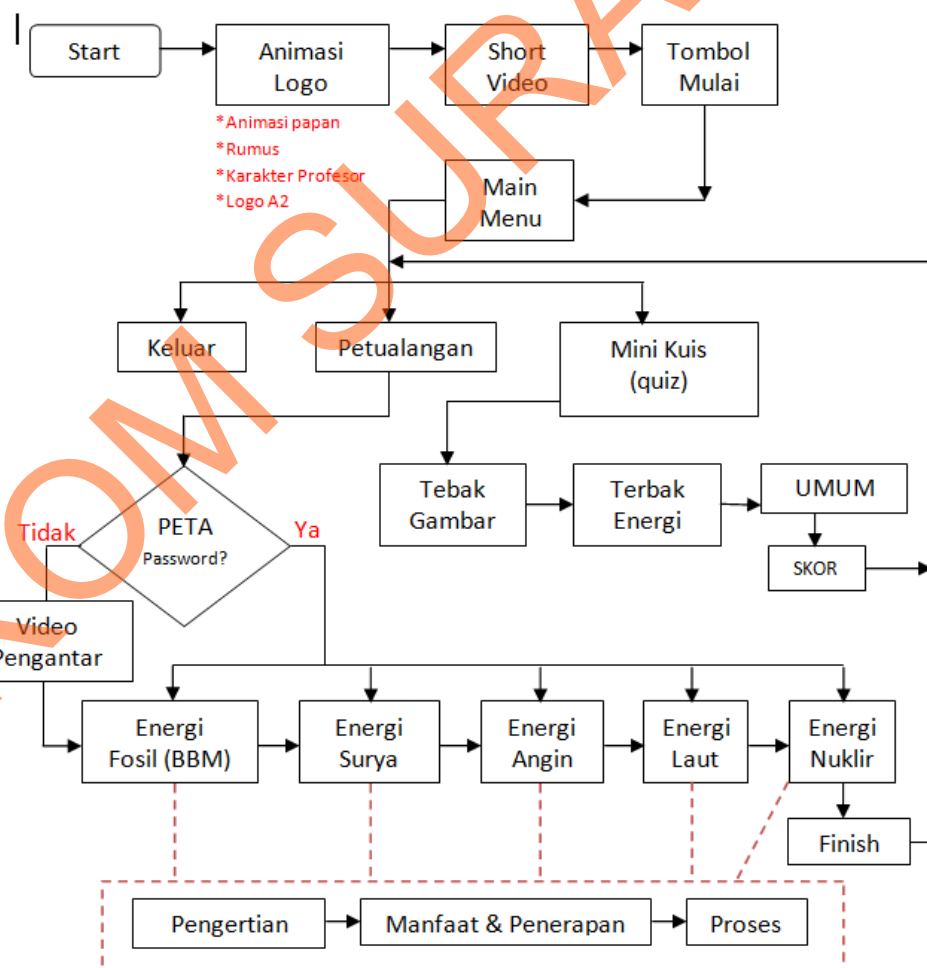 Start
Animasi
Logo
Short
Video
Tombol
Mulai
*Animasi papan
*Rumus
*Karakter Profesor
*Logo A2
Main
Menu
Keluar
Petualangan
Mini Kuis
(quiz)
Tebak
Gambar
Terbak
Energi
UMUM
SKOR
Tidak
PETA
Password?
Ya
Video
Pengantar
Energi
Fosil (BBM)
Energi
Surya
Energi
Angin
Energi
Laut
Energi
Nuklir
Finish
Pengertian
Manfaat & Penerapan
Proses
KOM SURA